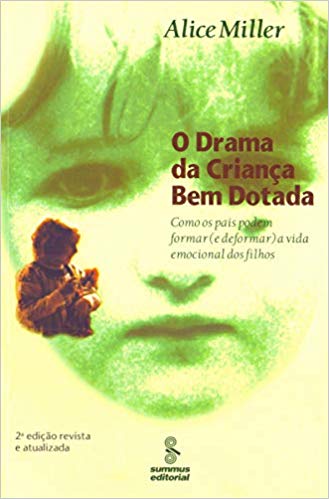 Alice Miller
O Drama
da Criança
Bem Dotada
Como os pais podem
formar (e deformar) a vida
emocional dos filhos
2ª edição revista
e atualizada
summus
editorial